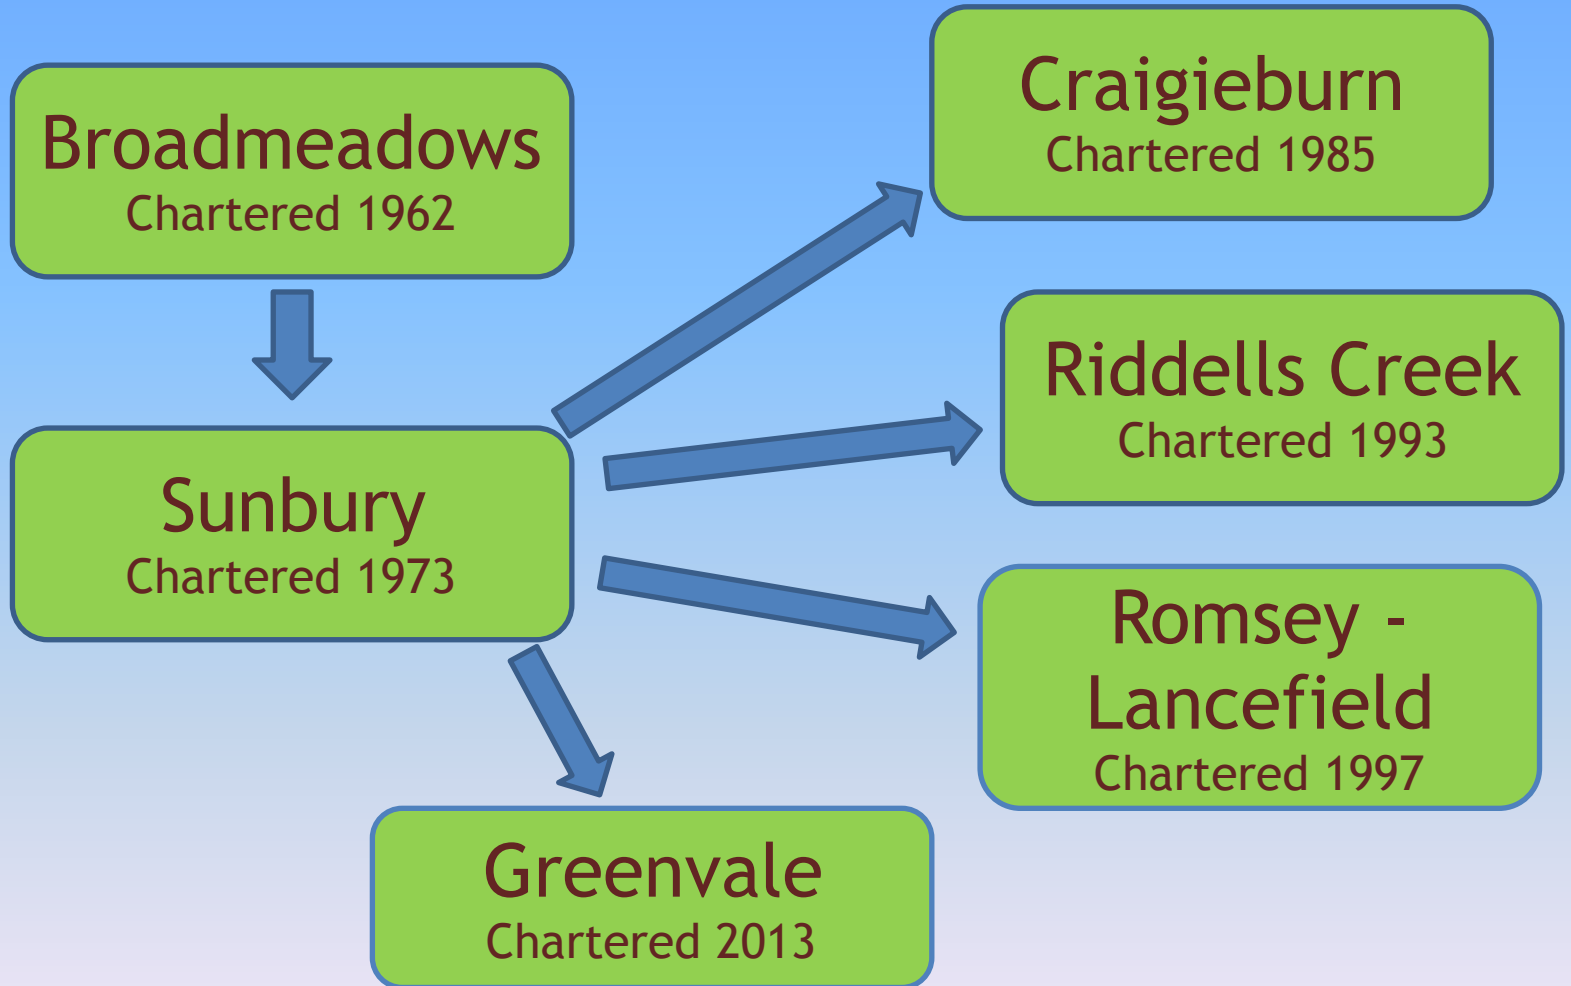 Broadmeadows
Chartered 1962
Sunbury
Chartered 1973
Craigieburn
Chartered 1985
Riddells Creek
Chartered 1993
Romsey -
Lancefield
Chartered 1997
Greenvale
Chartered 2013